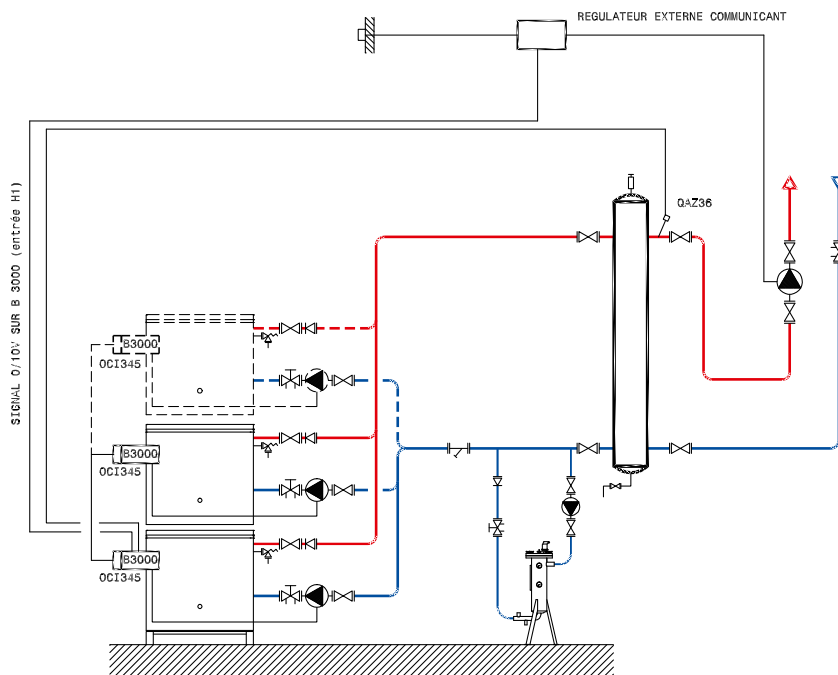 REGULATEUR EXTERNE COMMUNICANT
QAZ36
SIGNAL 0/10V SUR B 3000 (entrée H1)
B3000
OCI345
B3000
OCI345
B3000
OCI345